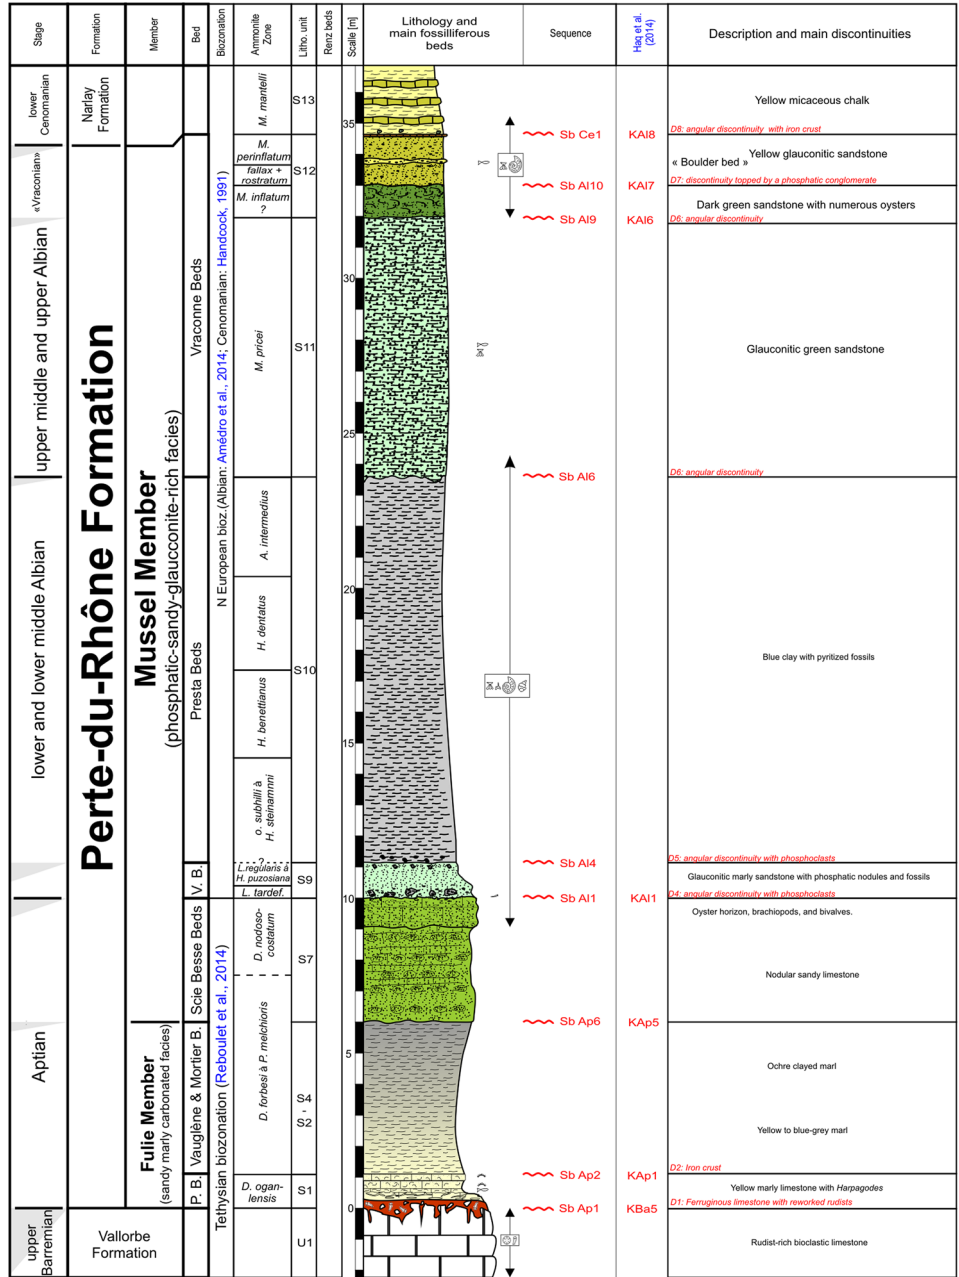 Stage
Formation
Member
Bed
Biozonation
Ammonite
Zone
Litho. unit
Renz beds
Scalle [m]
Lithology and
main fossilliferous
beds
Sequence
Haq et al.
(2014)
Description and main discontinuities
lower
Cenomanian
«Vraconian»
upper middle and upper Albian
lower and lower middle Albian
Aptian
upper
Barremian
Narlay
Formation
Perte-du-Rhône Formation
Vallorbe
Formation
Mussel Member
(phosphatic-sandy-glaucconite-rich facies)
Fulie Member
(sandy marly carbonated facies)
Vraconne Beds
Presta Beds
V. B.
Scie Besse Beds
Vauglène & Mortier B.
P. B.
N European bioz.(Albian: Amédro et al., 2014; Cenomanian: Handcock, 1991)
Tethysian biozonation (Reboulet et al., 2014)
M. mantelli
M.
perinflatum
fallax +
rostratum
M. inflatum
?
M. pricei
A. intermedius
H. dentatus
H. benettianus
o. subhilli à
H. steinamnni
?
L.regularis à
H. puzosiana
L. tardef.
D. nodoso-
costatum
D. forbesi à P. melchioris
D. ogan-
lensis
S13
S12
S11
S10
S9
S7
S4
-
S2
S1
U1
35
30
25
20
15
10
5
0
Sb Ce1
Sb Al10
Sb Al9
Sb Al6
Sb Al4
Sb Al1
Sb Ap6
Sb Ap2
Sb Ap1
KAl8
KAl7
KAl6
KAl1
KAp5
KAp1
KBa5
Yellow micaceous chalk
D8: angular discontinuity with iron crust
Yellow glauconitic sandstone
« Boulder bed »
D7: discontinuity topped by a phosphatic conglomerate
Dark green sandstone with numerous oysters
D6: angular discontinuity
Glauconitic green sandstone
D6: angular discontinuity
Blue clay with pyritized fossils
D5: angular discontinuity with phosphoclasts
Glauconitic marly sandstone with phosphatic nodules and fossils
D4: angular discontinuity with phosphoclasts
Oyster horizon, brachiopods, and bivalves.
Nodular sandy limestone
Ochre clayed marl
Yellow to blue-grey marl
D2: Iron crust
Yellow marly limestone with Harpagodes
D1: Ferruginous limestone with reworked rudists
Rudist-rich bioclastic limestone